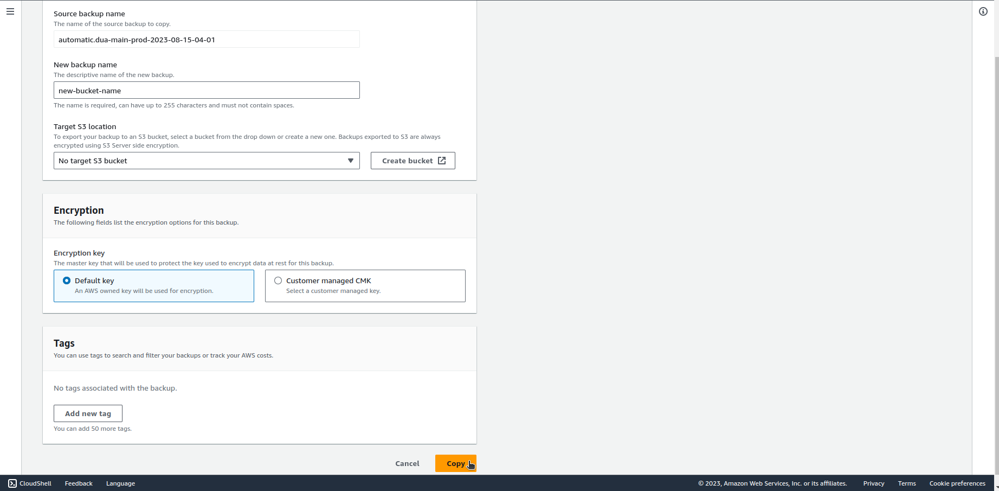 Source backup name
The name of the source backup to copy.
automatic.dua-main-prod-2023-08-15-04-01
New backup name
The descriptive name of the new backup.
new-bucket-name
The name is required, can have up to 255 characters and must not contain spaces.
Target S3 location
To export your backup to an S3 bucket, select a bucket from the drop down or create a new one. Backups exported to S3 are always
encrypted using S3 Server side encryption.
No target S3 bucket
Create bucket
Encryption
The following fields list the encryption options for this backup.
Encryption key
The master key that will be used to protect the key used to encrypt data at rest for this backup.
Default key
An AWS owned key will be used for encryption.
Customer managed CMK
Select a customer managed key.
Tags
You can use tags to search and filter your backups or track your AWS costs.
No tags associated with the backup.
Add new tag
You can add 50 more tags.
Cancel
Copy
CloudShell
Feedback
Language
© 2023, Amazon Web Services, Inc. or its affiliates.
Privacy
Terms
Cookie preferences